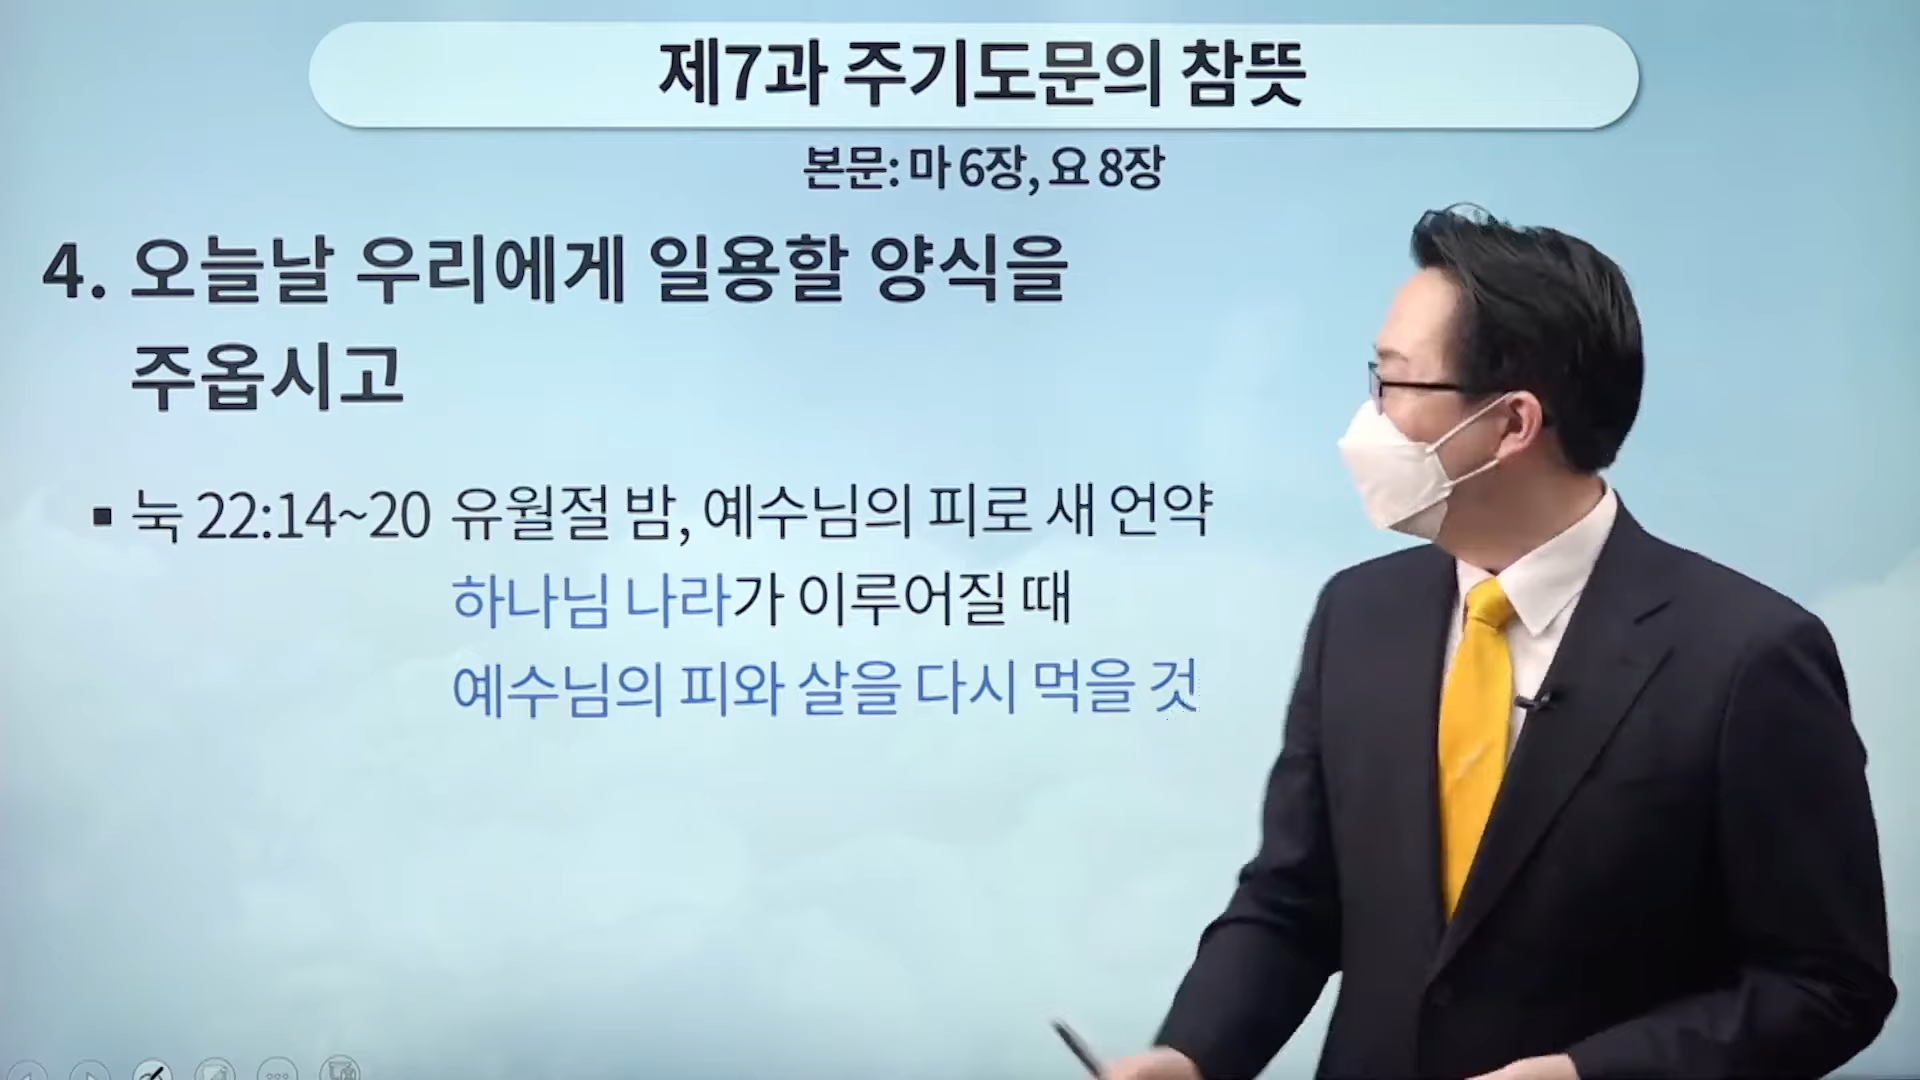 제7과 주기도문의 참뜻
본문: 마 6장, 요 8장
4. 오늘날 우리에게 일용할 양식을
주옵시고
▪ 눅 22:14~20 유월절 밤, 예수님의 피로 새 언약
하나님 나라가 이루어질 때
예수님의 피와 살을 다시 먹을 것